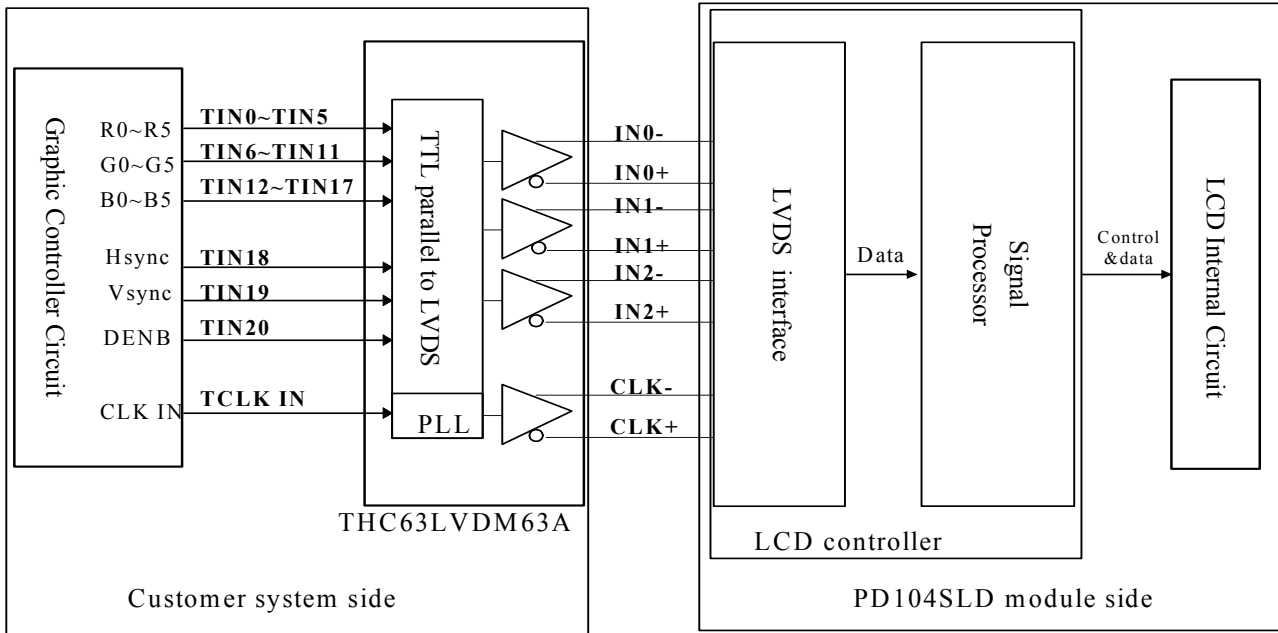 Graphic Controller Circuit
R0~R5
G0~G5
B0~B5
Hsync
Vsync
DENB
CLK IN
TIN0~TIN5
TIN6~TIN11
TIN12~TIN17
TIN18
TIN19
TIN20
TCLK IN
TTL parallel to LVDS
PLL
THC63LVDM63A
Customer system side
IN0-
IN0+
IN1-
IN1+
IN2-
IN2+
CLK-
CLK+
LVDS interface
Data
Signal
Processor
LCD controller
Control
&data
LCD Internal Circuit
PD104SLD module side